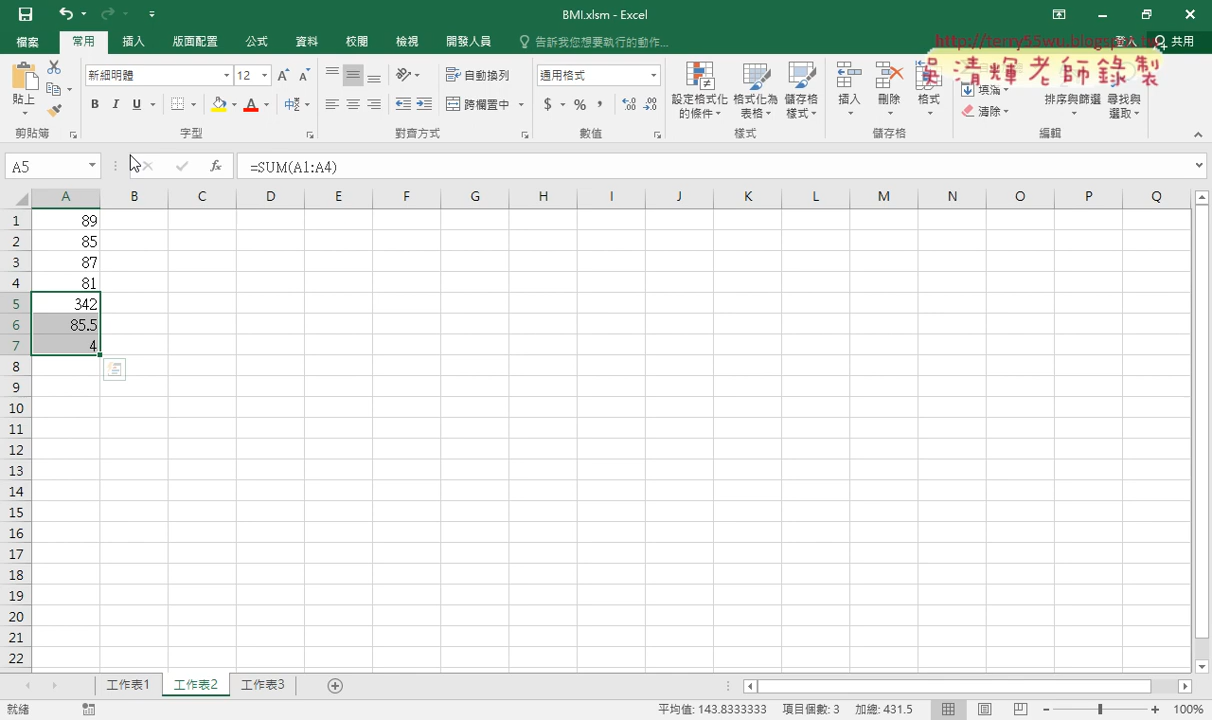 BMI.xlsm - Excel
檔案 常用 插入 版面配置 公式 資料 校閱 檢視 開發人員 告訴我您想要執行的動作... 登入 共用
http://terry55wu.blogspot.tw
吳清輝老師錄製
貼上 新細明體 12 自動換列 通用格式 設定格式化的條件 格式化為表格 儲存格樣式 插入 刪除 格式 填滿 排序與篩選 尋找與選取
B I U 中 跨欄置中 $ % , 清除
剪貼簿 字型 對齊方式 數值 樣式 儲存格 編輯
A5 fx =SUM(A1:A4)
A B C D E F G H I J K L M N O P Q
1 89
2 85
3 87
4 81
5 342
6 85.5
7 4
8
9
10
11
12
13
14
15
16
17
18
19
20
21
22
工作表1 工作表2 工作表3
就緒 平均值: 143.8333333 項目個數: 3 加總: 431.5 100%